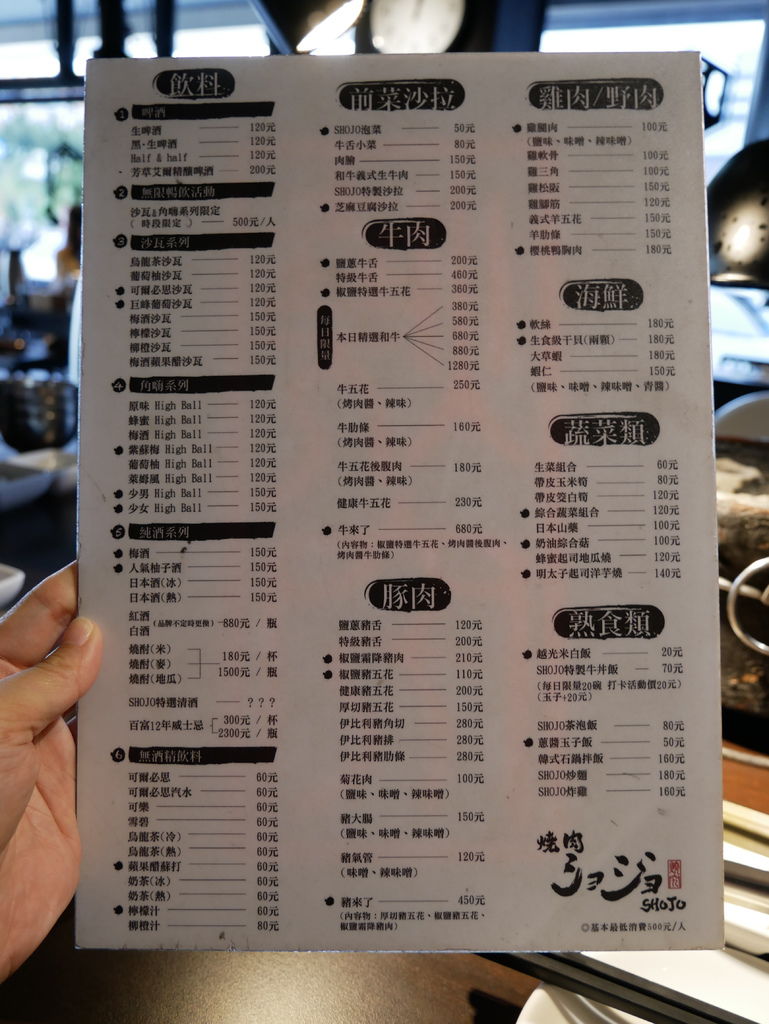 飲料
1 啤酒
生啤酒 120元
黑·生啤酒 120元
Half & half 120元
芳草艾爾精釀啤酒 200元
2 無限暢飲活動
沙瓦&角嗨系列限定
(時段限定) 500元/人
3 沙瓦系列
烏龍茶沙瓦 120元
葡萄柚沙瓦 120元
可爾必思沙瓦 120元
巨蜂葡萄沙瓦 120元
梅酒沙瓦 150元
檸檬沙瓦 150元
柳橙沙瓦 150元
梅酒蘋果醋沙瓦 150元
4 角嗨系列
原味 High Ball 120元
蜂蜜 High Ball 120元
梅酒 High Ball 120元
紫蘇梅 High Ball 120元
葡萄柚 High Ball 120元
萊姆風 High Ball 120元
少男 High Ball 150元
少女 High Ball 150元
5 純酒系列
梅酒 150元
人氣柚子酒 150元
日本酒(冰) 150元
日本酒(熱) 150元
紅酒
(品牌不定時更換) 880元 / 瓶
白酒
燒酎(米)
180元 / 杯
燒酎(麥)
1500元 / 瓶
燒酎(地瓜)
SHOJO特選清酒 ? ? ?
300元 / 杯
百富12年威士忌
2300元 / 瓶
6 無酒精飲料
可爾必思 60元
可爾必思汽水 60元
可樂 60元
雪碧 60元
烏龍茶(冷) 60元
烏龍茶(熱) 60元
蘋果醋蘇打 60元
奶茶(冰) 60元
奶茶(熱) 60元
檸檬汁 60元
柳橙汁 80元
前菜沙拉
SHOJO泡菜 50元
牛舌小菜 80元
肉膾 150元
和牛義式生牛肉 150元
SHOJO特製沙拉 200元
芝麻豆腐沙拉 200元
牛肉
鹽蔥牛舌 200元
特級牛舌 460元
椒鹽特選牛五花 360元
每日限量
380元
580元
本日精選和牛 680元
880元
1280元
牛五花 250元
(烤肉醬、辣味)
牛肋條 160元
(烤肉醬、辣味)
牛五花後腹肉 180元
(烤肉醬、辣味)
健康牛五花 230元
牛來了 680元
(內容物：椒鹽特選牛五花、烤肉醬後腹肉、
烤肉醬牛肋條)
豚肉
鹽蔥豬舌 120元
特級豬舌 200元
椒鹽霜降豬肉 210元
椒鹽豬五花 110元
健康豬五花 200元
厚切豬五花 150元
伊比利豬角切 280元
伊比利豬排 280元
伊比利豬肋條 280元
菊花肉 100元
(鹽味、味噌、辣味噌)
豬大腸 150元
(鹽味、味噌、辣味噌)
豬氣管 120元
(味噌、辣味噌)
豬來了 450元
(內容物：厚切豬五花、椒鹽豬五花、
椒鹽霜降豬肉)
雞肉/野肉
雞腿肉 100元
(鹽味、味噌、辣味噌)
雞軟骨 100元
雞三角 100元
雞松阪 150元
雞腳筋 120元
義式羊五花 150元
羊肋條 150元
櫻桃鴨胸肉 180元
海鮮
軟絲 180元
生食級干貝(兩顆) 180元
大草蝦 180元
蝦仁 150元
(鹽味、味噌、辣味噌、青醬)
蔬菜類
生菜組合 60元
帶皮玉米筍 80元
帶皮筊白筍 120元
綜合蔬菜組合 120元
日本山藥 100元
奶油綜合菇 100元
蜂蜜起司地瓜燒 120元
明太子起司洋芋燒 140元
熟食類
越光米白飯 20元
SHOJO特製牛丼飯 70元
(每日限量20碗 打卡活動價20元)
(玉子+20元)
SHOJO茶泡飯 80元
蔥醬玉子飯 50元
韓式石鍋拌飯 160元
SHOJO炒麵 180元
SHOJO炸雞 160元
燒肉
ショジョ
SHOJO
◎基本最低消費500元/人